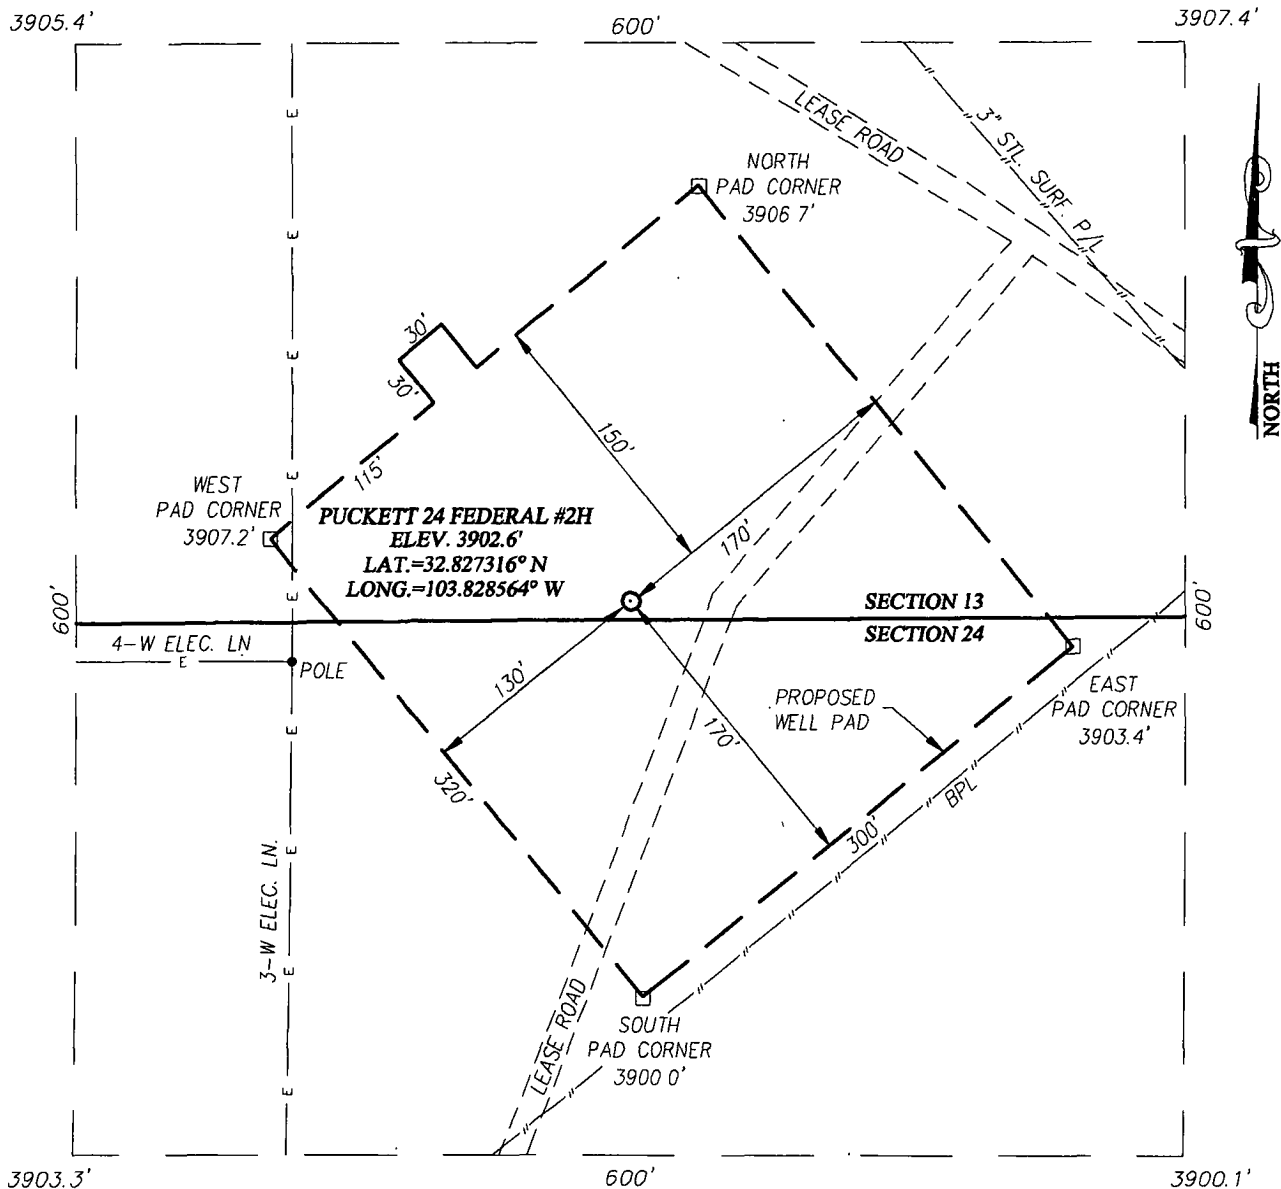 3905.4'
600'
3907.4'
E
LEASE ROAD
3" STL. SURF. P/L
NORTH
PAD CORNER
3906 7'
E
E
30'
30'
NORTH
150'
115'
E
WEST
PAD CORNER
3907.2'
PUCKETT 24 FEDERAL #2H
ELEV. 3902.6'
LAT.=32.827316° N
LONG.=103.828564° W
170'
E
600'
SECTION 13
SECTION 24
600'
4-W ELEC. LN
E
POLE
130'
170'
PROPOSED
WELL PAD
EAST
PAD CORNER
3903.4'
E
320'
BPL
300'
E
3-W ELEC. LN.
E
LEASE ROAD
SOUTH
PAD CORNER
3900 0'
E
3903.3'
600'
3900.1'